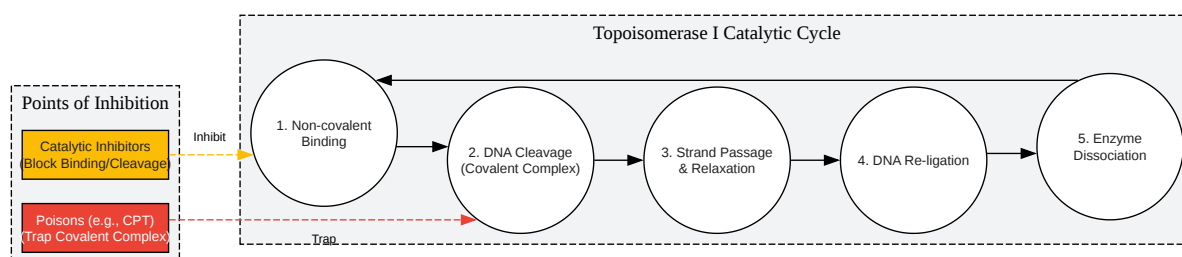 Topoisomerase I Catalytic Cycle
Points of Inhibition
Catalytic Inhibitors
(Block Binding/Cleavage)
Poisons (e.g., CPT)
(Trap Covalent Complex)
Inhibit
Trap
1. Non-covalent
Binding
2. DNA Cleavage
(Covalent Complex)
3. Strand Passage
& Relaxation
4. DNA Re-ligation
5. Enzyme
Dissociation